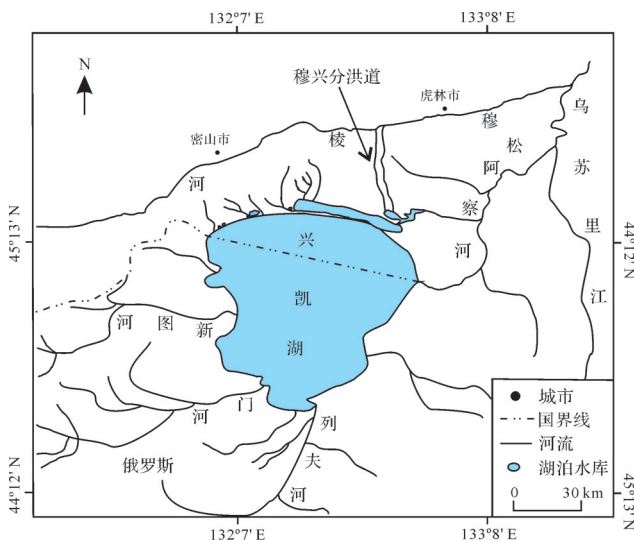 132°7' E
133°8' E
N
穆兴分洪道
虎林市
乌
苏
里
江
穆
棱
河
密山市
松
阿
察
河
45°13' N
44°12' N
兴
凯
湖
河图新
河门
列
夫
河
俄罗斯
城市
国界线
河流
湖泊水库
0 30 km
44°12' N
45°13' N
132°7' E
133°8' E